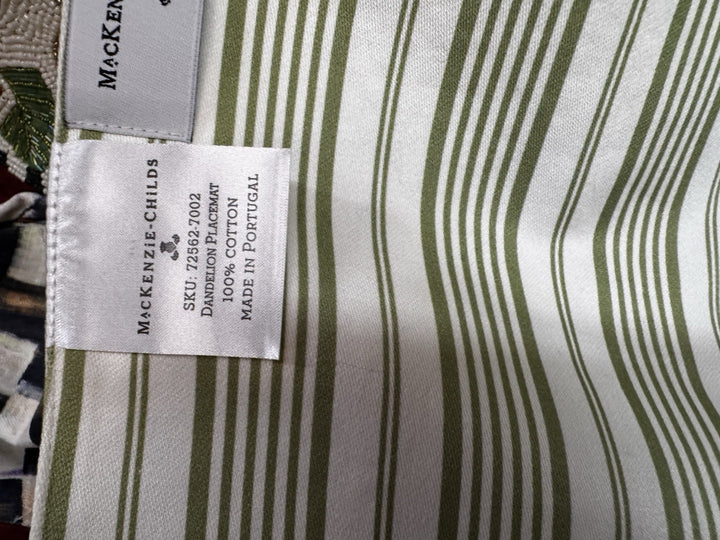 MACKEN
MACKENZiE-CHiLDS
SKU: 72562-7002
DANDELION PLACEMAT
100% COTTON
MADE IN PORTUGAL